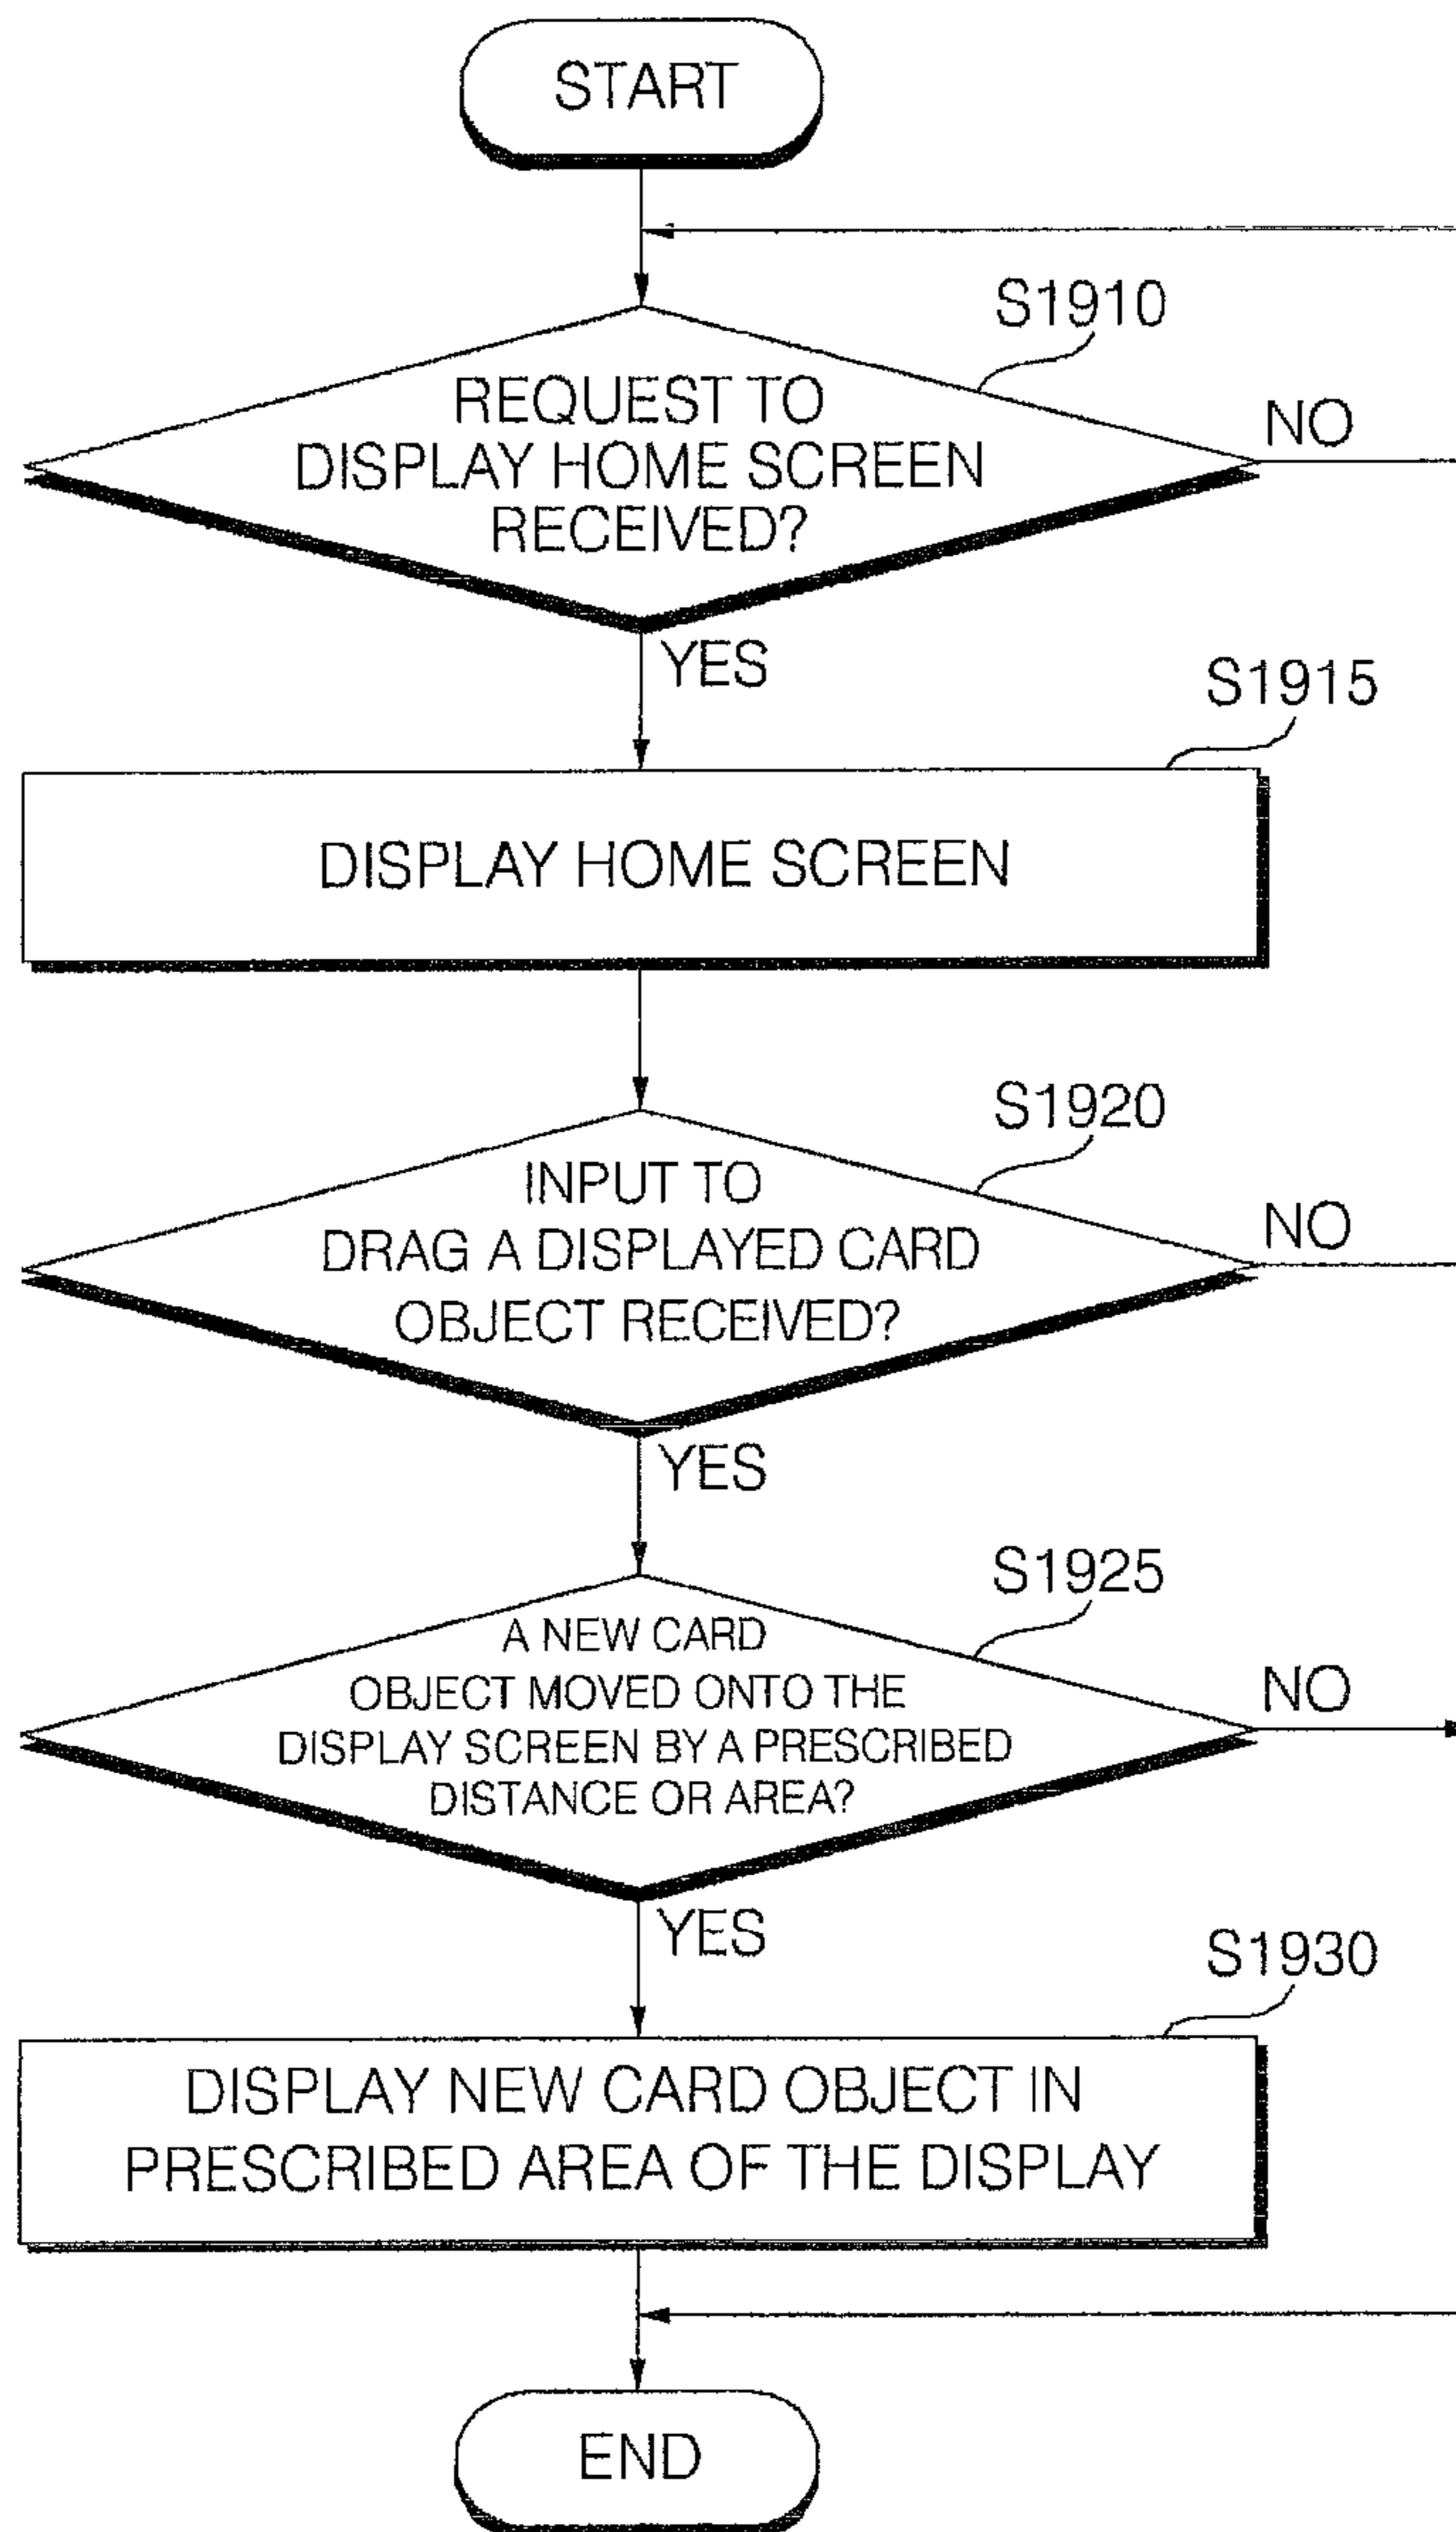 START
S1910
REQUEST TO
DISPLAY HOME SCREEN
RECEIVED?
NO
YES
S1915
DISPLAY HOME SCREEN
S1920
INPUT TO
DRAG A DISPLAYED CARD
OBJECT RECEIVED?
NO
YES
S1925
A NEW CARD
OBJECT MOVED ONTO THE
DISPLAY SCREEN BY A PRESCRIBED
DISTANCE OR AREA?
NO
YES
S1930
DISPLAY NEW CARD OBJECT IN
PRESCRIBED AREA OF THE DISPLAY
END